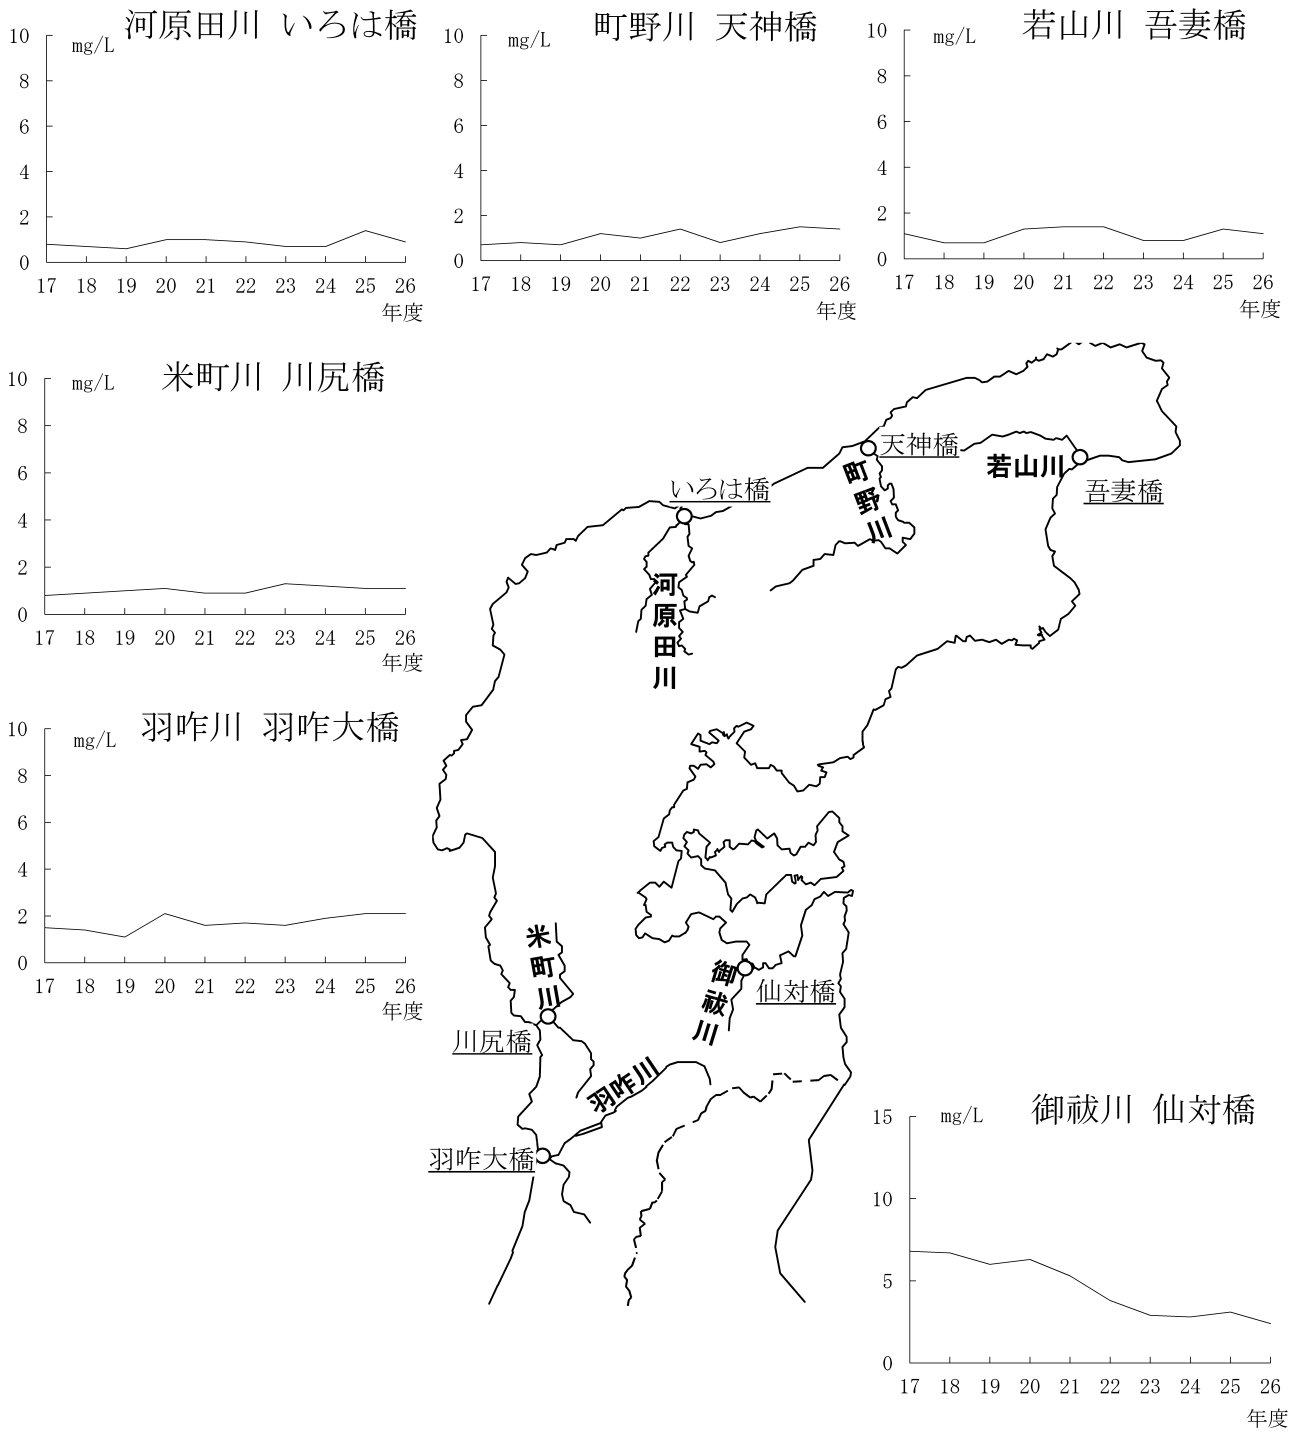 河原田川 いろは橋
mg/L
10
8
6
4
2
0
17 18 19 20 21 22 23 24 25 26
年度
町野川 天神橋
mg/L
10
8
6
4
2
0
17 18 19 20 21 22 23 24 25 26
年度
若山川 吾妻橋
mg/L
10
8
6
4
2
0
17 18 19 20 21 22 23 24 25 26
年度
米町川 川尻橋
mg/L
10
8
6
4
2
0
17 18 19 20 21 22 23 24 25 26
年度
羽咋川 羽咋大橋
mg/L
10
8
6
4
2
0
17 18 19 20 21 22 23 24 25 26
年度
天神橋
町野川
若山川
吾妻橋
いろは橋
河原田川
米町川
川尻橋
御祓川
仙対橋
羽咋川
羽咋大橋
御祓川 仙対橋
mg/L
15
10
5
0
17 18 19 20 21 22 23 24 25 26
年度